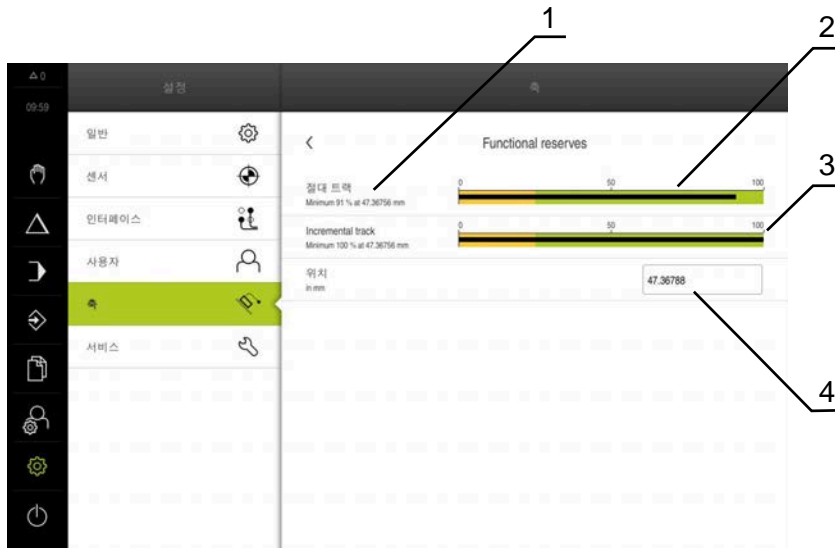 1
2
3
4
0
09:59
설정
축
일반
센서
인터페이스
사용자
축
서비스
Functional reserves
절대 트랙
Minimum 91 % at 47.36756 mm
0 50 100
Incremental track
Minimum 100 % at 47.36756 mm
0 50 100
위치
in mm
47.36788